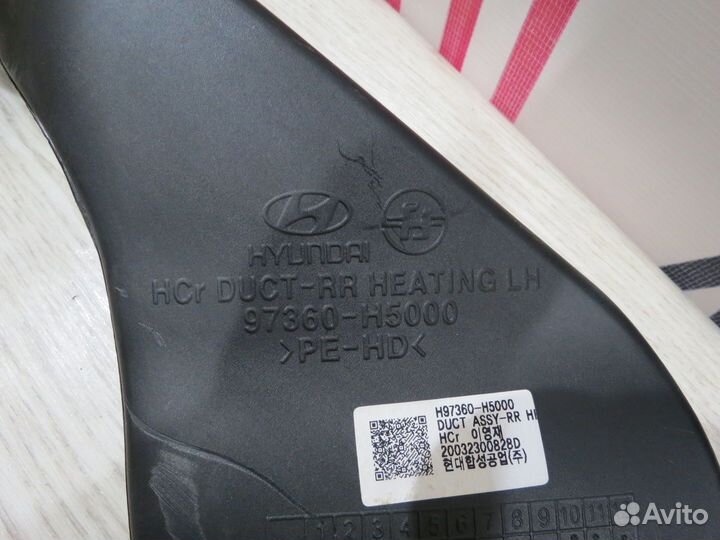 HYUNDAI
HCr DUCT-RR HEATING LH
97360-H5000
>PE-HD<
H97360-H5000
DUCT ASSY-RR
HCr 이영재
20032300828D
현대합성공업(주)
1 2 3 4 5 6 7 8 9 10 11
Avito